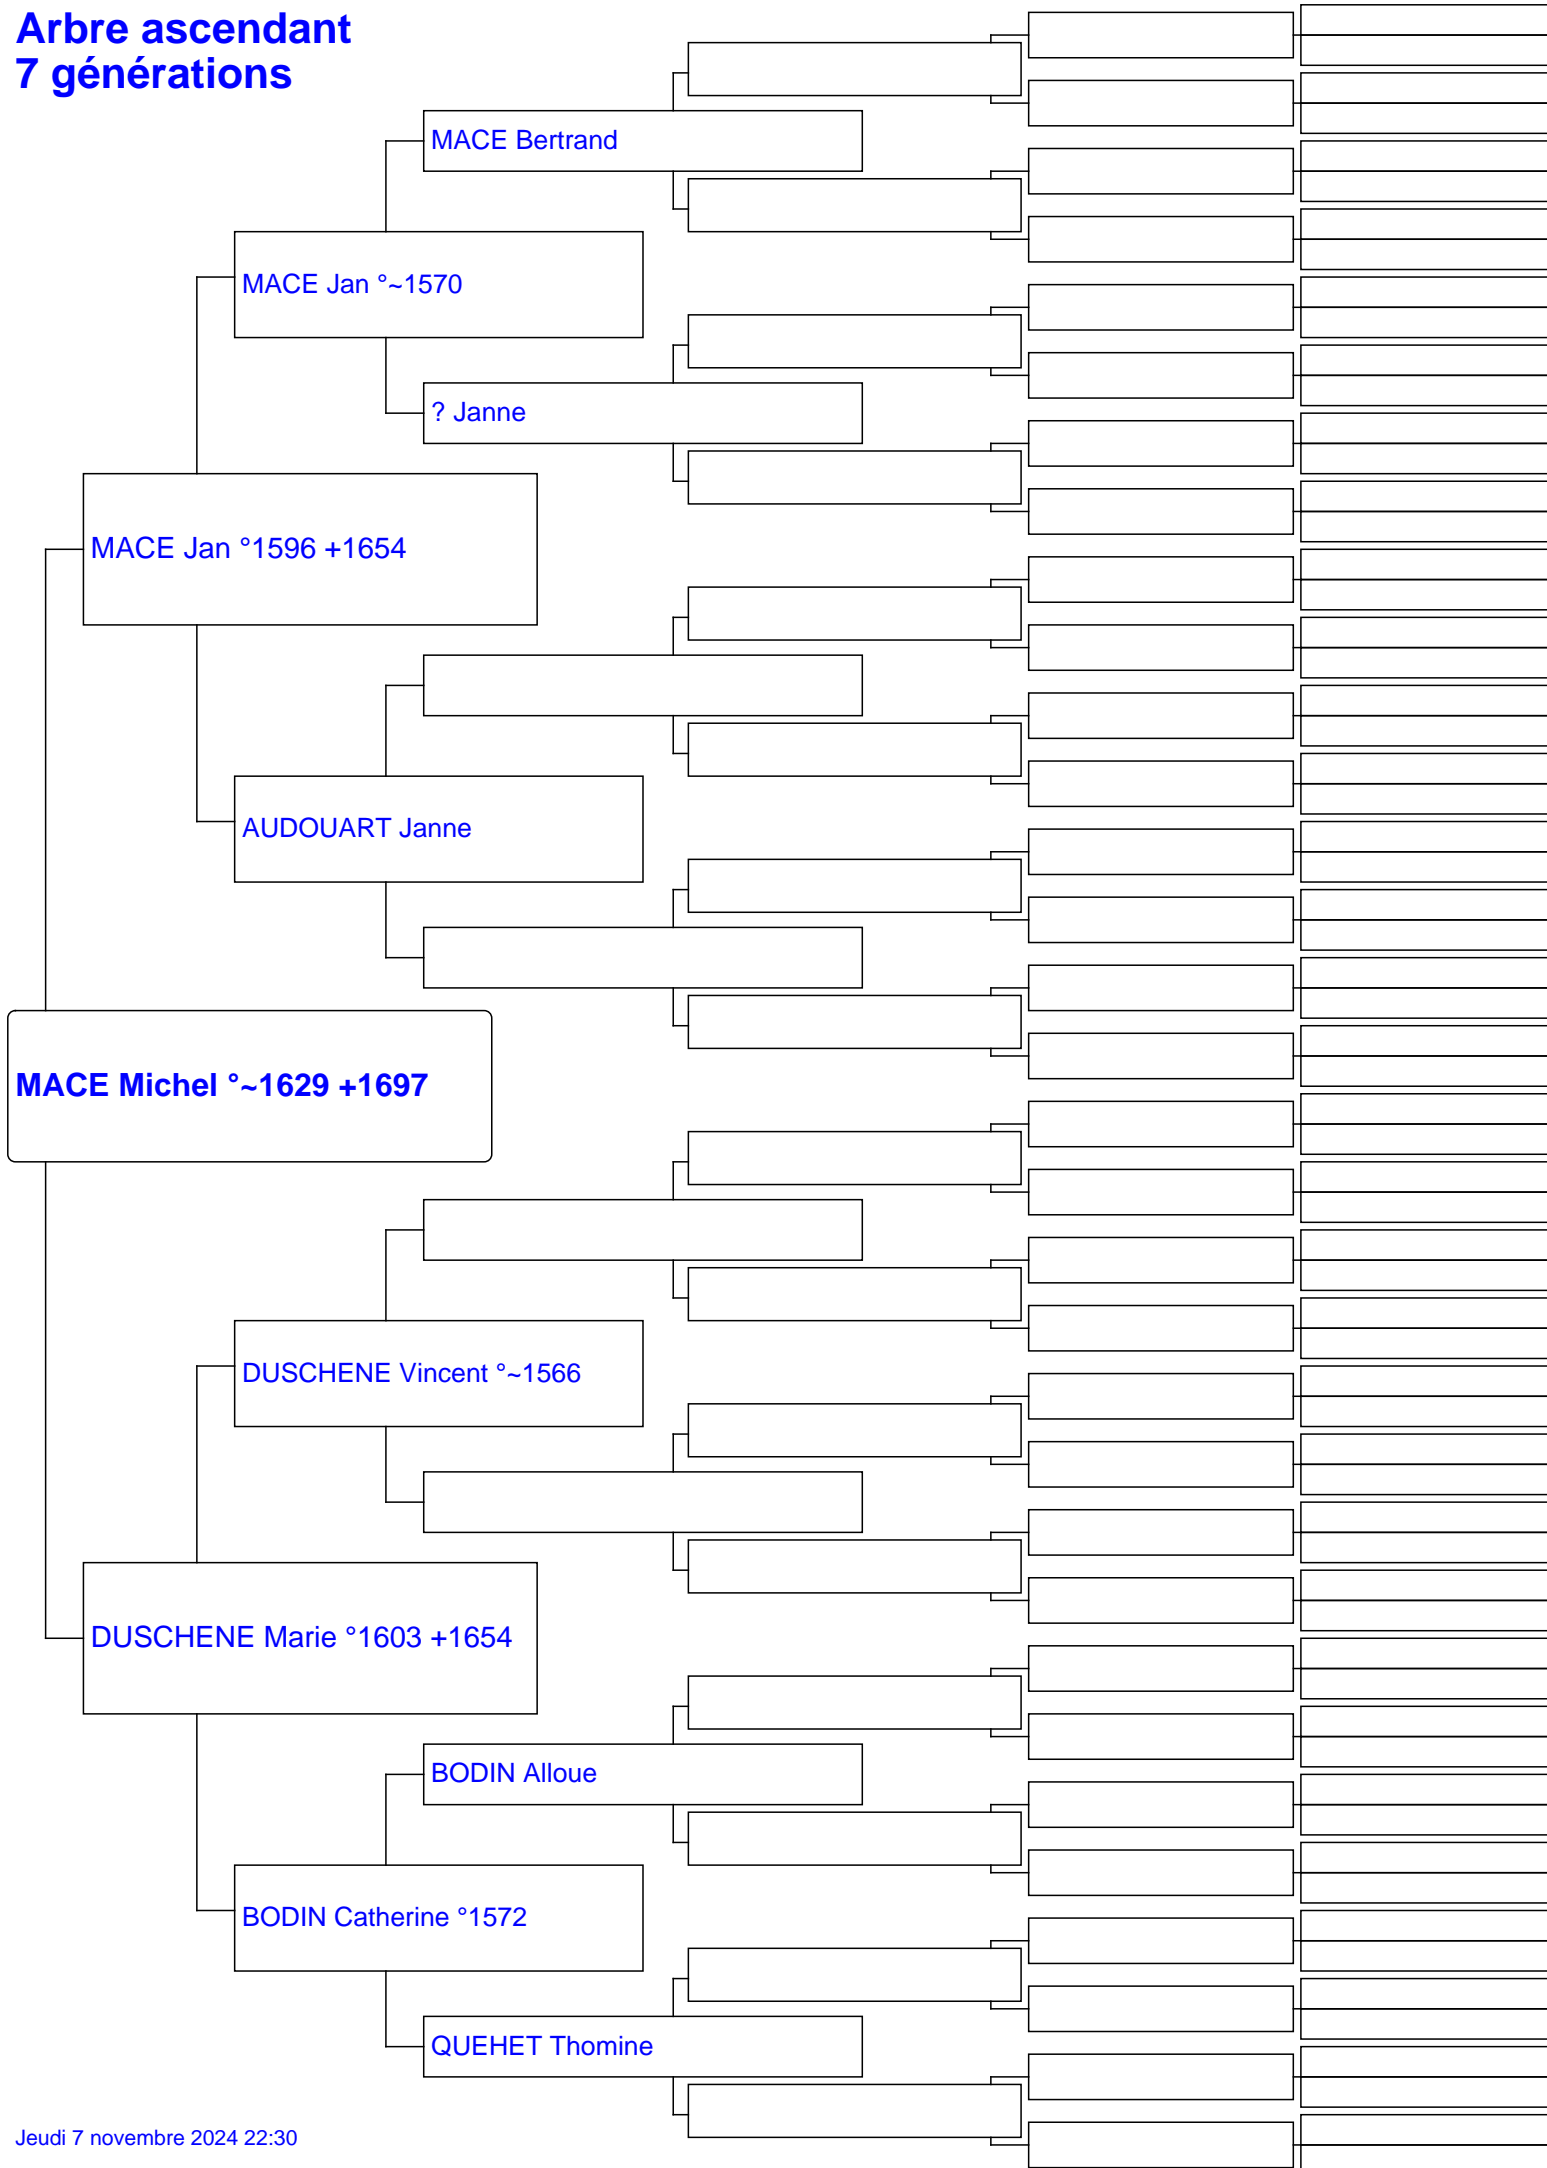 Arbre ascendant
7 générations
MACE Bertrand
MACE Jan °~1570
? Janne
MACE Jan °1596 +1654
AUDOUART Janne
MACE Michel °~1629 +1697
DUSCHENE Vincent °~1566
DUSCHENE Marie °1603 +1654
BODIN Alloue
BODIN Catherine °1572
QUEHET Thomine
Jeudi 7 novembre 2024 22:30